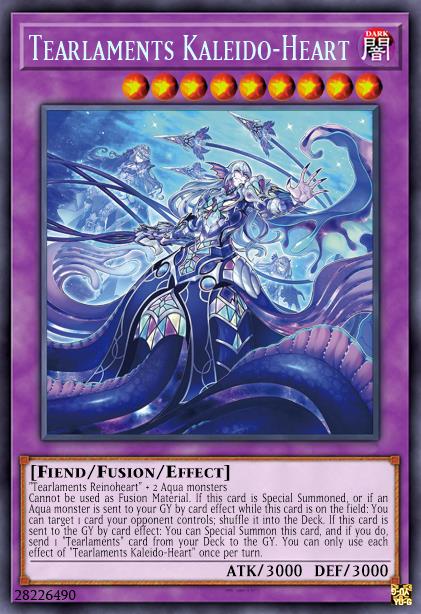 Tearlaments Kaleido-Heart
DARK
闇
[Fiend/Fusion/Effect]
"Tearlaments Reinoheart" + 2 Aqua monsters
Cannot be used as Fusion Material. If this card is Special Summoned, or if an
Aqua monster is sent to your GY by card effect while this card is on the field: You
can target 1 card your opponent controls; shuffle it into the Deck. If this card is
sent to the GY by card effect: You can Special Summon this card, and if you do,
send 1 "Tearlaments" card from your Deck to the GY. You can only use each
effect of "Tearlaments Kaleido-Heart" once per turn.
ATK/3000 DEF/3000
28226490